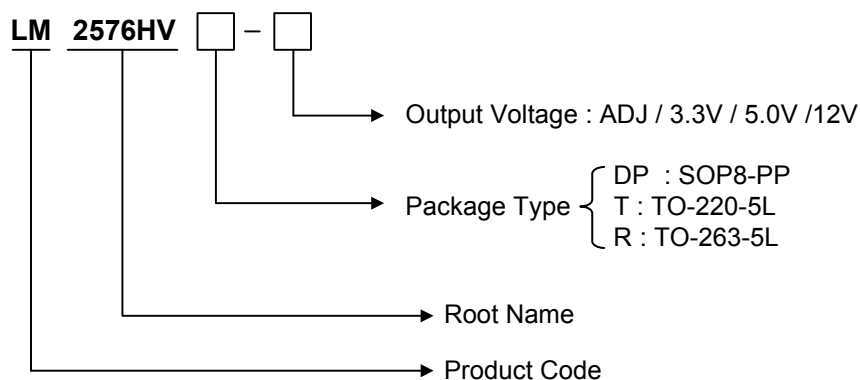 LM 2576HV □ – □
Output Voltage : ADJ / 3.3V / 5.0V /12V
Package Type
DP : SOP8-PP
T : TO-220-5L
R : TO-263-5L
Root Name
Product Code